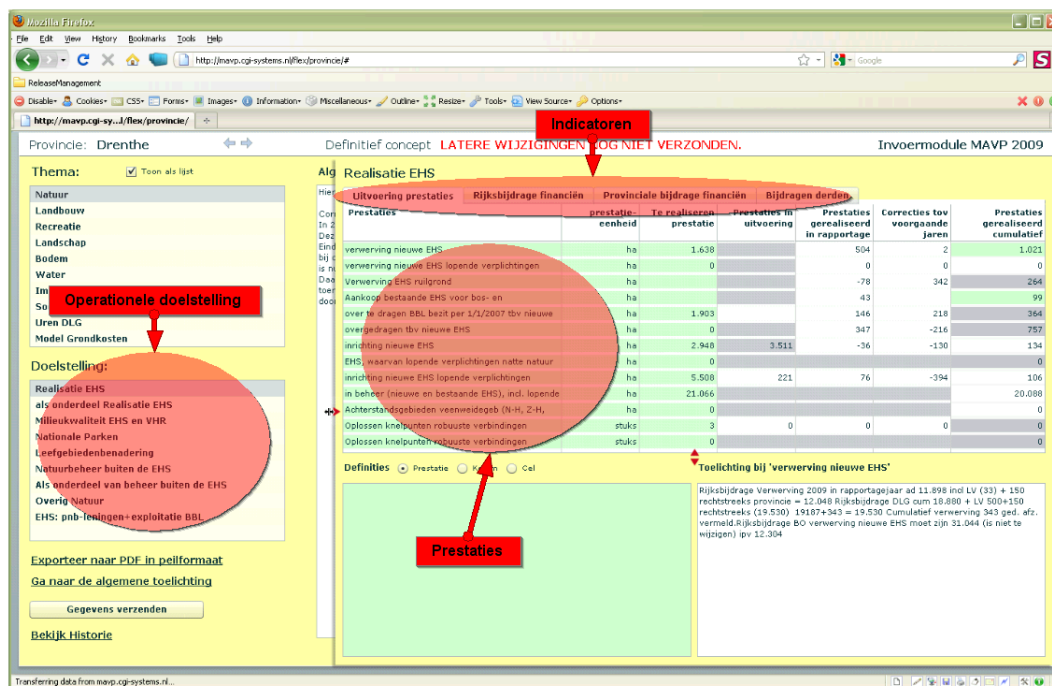 Mozilla Firefox
File Edit View History Bookmarks Tools Help
http://mavp.cgi-systems.nl/flex/provincie/#
Google
ReleaseManagement
Disable Cookies CSS Forms Images Information Miscellaneous Outline Resize Tools View Source Options
http://mavp.cgi-sy...l/flex/provincie/
Indicatoren
Provincie: Drenthe
Definitief concept LATERE WIJZIGINGEN NOG NIET VERZONDEN.
Invoermodule MAVP 2009
Thema: Toon als lijst
Natuur
Landbouw
Recreatie
Landschap
Bodem
Water
Im
So
Uren DLG
Model Grondkosten
Operationele doelstelling
Doelstelling:
Realisatie EHS
als onderdeel Realisatie EHS
Milieukwaliteit EHS en VHR
Nationale Parken
Leefgebiedenbenadering
Natuurbeheer buiten de EHS
Als onderdeel van beheer buiten de EHS
Overig Natuur
EHS: pnb-leningen+exploitatie BBL
Exporteer naar PDF in peilformaat
Ga naar de algemene toelichting
Gegevens verzenden
Bekijk Historie
Alg
Hier
Con
In 2
Dez
Eind
bij d
is nu
Daa
toer
door
Realisatie EHS
Uitvoering prestaties Rijksbijdrage financiën Provinciale bijdrage financiën Bijdragen derden
Prestaties prestatie-eenheid Te realiseren prestatie Prestaties in uitvoering Prestaties gerealiseerd in rapportage Correcties tov voorgaande jaren Prestaties gerealiseerd cumulatief
verwerving nieuwe EHS ha 1.638 504 2 1.021
verwerving nieuwe EHS lopende verplichtingen ha 0 0 0 0
Verwerving EHS ruilgrond ha -78 342 264
Aankoop bestaande EHS voor bos- en ha 43 99
over te dragen BBL bezit per 1/1/2007 tbv nieuwe ha 1.903 146 218 364
overgedragen tbv nieuwe EHS ha 0 347 -216 757
inrichting nieuwe EHS ha 2.948 3.511 -36 -130 134
EHS, waarvan lopende verplichtingen natte natuur ha 0 0
inrichting nieuwe EHS lopende verplichtingen ha 5.508 221 76 -394 106
in beheer (nieuwe en bestaande EHS), incl. lopende ha 21.066 20.088
Achterstandsgebieden veenweidegeb (N-H, Z-H, ha 0 0
Oplossen knelpunten robuuste verbindingen stuks 3 0 0 0 0
Oplossen knelpunten robuuste verbindingen stuks 0 0
Definities Prestatie Cel
Prestaties
Toelichting bij 'verwerving nieuwe EHS'
Rijksbijdrage Verwerving 2009 in rapportagejaar ad 11.898 incl LV (33) + 150
rechtstreeks provincie = 12.048 Rijksbijdrage DLG cum 18.880 + LV 500+150
rechtstreeks (19.530) 19187+343 = 19.530 Cumulatief verwerving 343 ged. afz.
vermeld.Rijksbijdrage BO verwerving nieuwe EHS moet zijn 31.044 (is niet te
wijzigen) ipv 12.304
Transferring data from mavp.cgi-systems.nl...